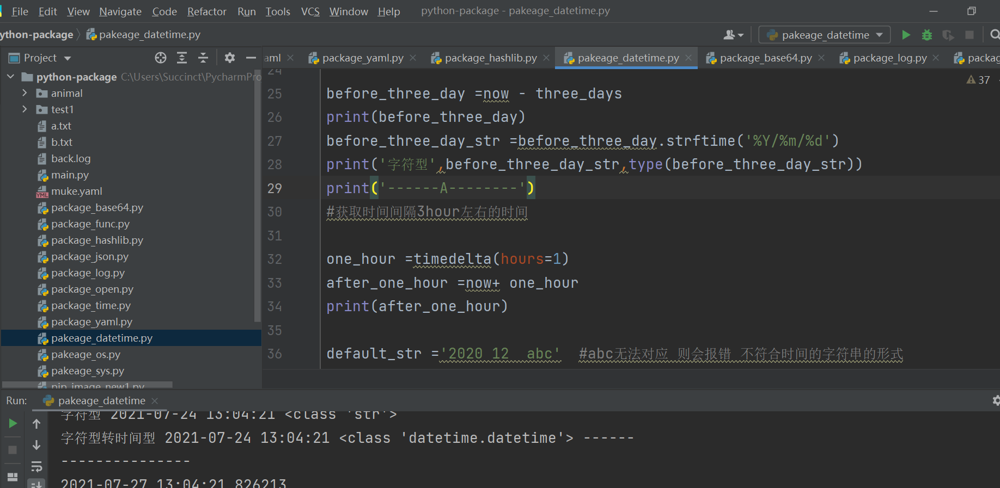 File Edit View Navigate Code Refactor Run Tools VCS Window Help python-package - pakeage_datetime.py
ython-package pakeage_datetime.py pakeage_datetime
Project aml package_yaml.py package_hashlib.py pakeage_datetime.py package_base64.py package_log.py packag
python-package C:\Users\Succinct\PycharmPro
animal
test1
a.txt
b.txt
back.log
main.py
muke.yaml
package_base64.py
package_func.py
package_hashlib.py
package_json.py
package_log.py
package_open.py
package_time.py
package_yaml.py
pakeage_datetime.py
pakeage_os.py
pakeage_sys.py
pip_image_new1.py
37
24
25 before_three_day =now - three_days
26 print(before_three_day)
27 before_three_day_str =before_three_day.strftime('%Y/%m/%d')
28 print('字符型',before_three_day_str,type(before_three_day_str))
29 print('------A--------')
30 #获取时间间隔3hour左右的时间
31
32 one_hour =timedelta(hours=1)
33 after_one_hour =now+ one_hour
34 print(after_one_hour)
35
36 default_str ='2020 12  abc'  #abc无法对应 则会报错 不符合时间的字符串的形式
Run: pakeage_datetime
字符型 2021-07-24 13:04:21 <class 'str'>
字符型转时间型 2021-07-24 13:04:21 <class 'datetime.datetime'> ------
---------------
2021-07-27 13:04:21.826213